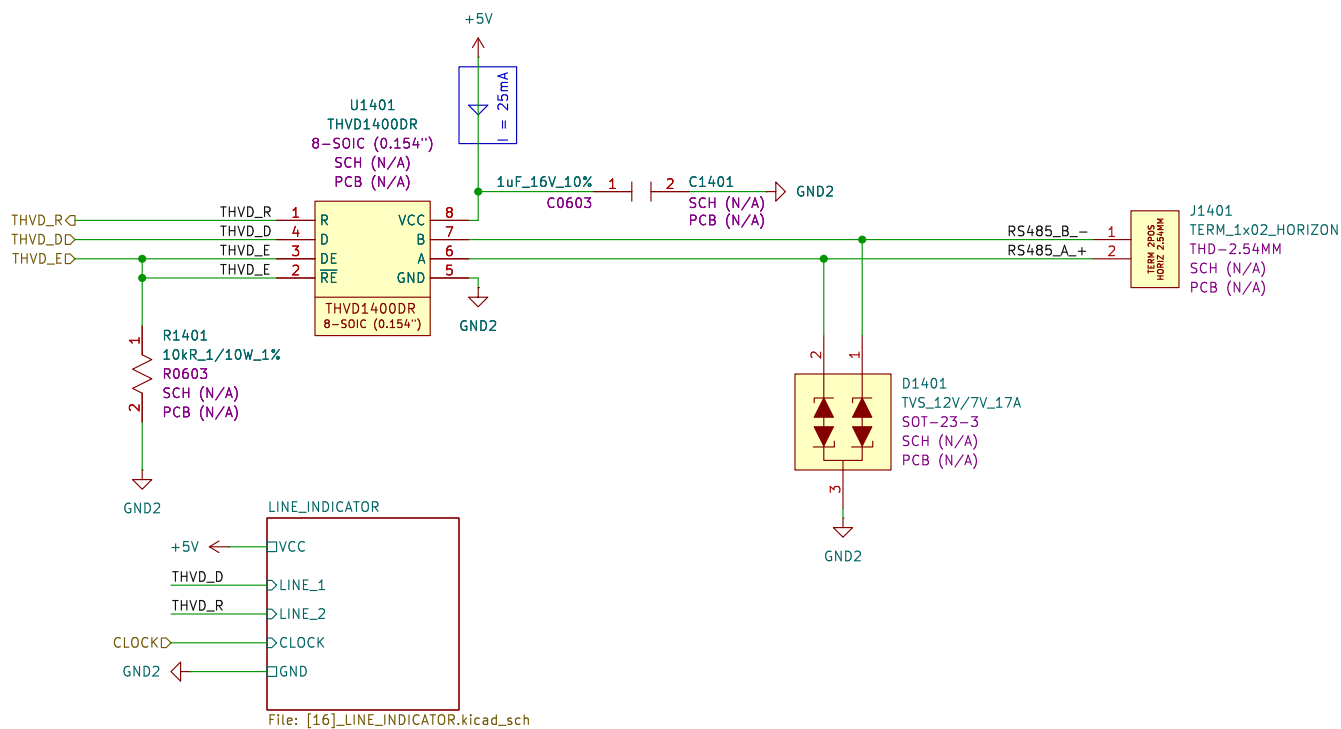 +5V
I = 25mA
U1401
THVD1400DR
8-SOIC (0.154")
SCH (N/A)
PCB (N/A)
1uF_16V_10%
C0603
1
2
C1401
SCH (N/A)
PCB (N/A)
GND2
THVD_R
THVD_D
THVD_E
THVD_R
THVD_D
THVD_E
THVD_E
1
4
3
2
R
D
DE
RE
VCC
B
A
GND
8
7
6
5
THVD1400DR
8-SOIC (0.154")
GND2
RS485_B_-
RS485_A_+
1
2
TERM 2POS
HORIZ 2.54MM
J1401
TERM_1x02_HORIZON
THD-2.54MM
SCH (N/A)
PCB (N/A)
1
2
R1401
10kR_1/10W_1%
R0603
SCH (N/A)
PCB (N/A)
GND2
2
1
3
D1401
TVS_12V/7V_17A
SOT-23-3
SCH (N/A)
PCB (N/A)
GND2
LINE_INDICATOR
+5V
VCC
THVD_D
LINE_1
THVD_R
LINE_2
CLOCK
CLOCK
GND2
GND
File: [16]_LINE_INDICATOR.kicad_sch